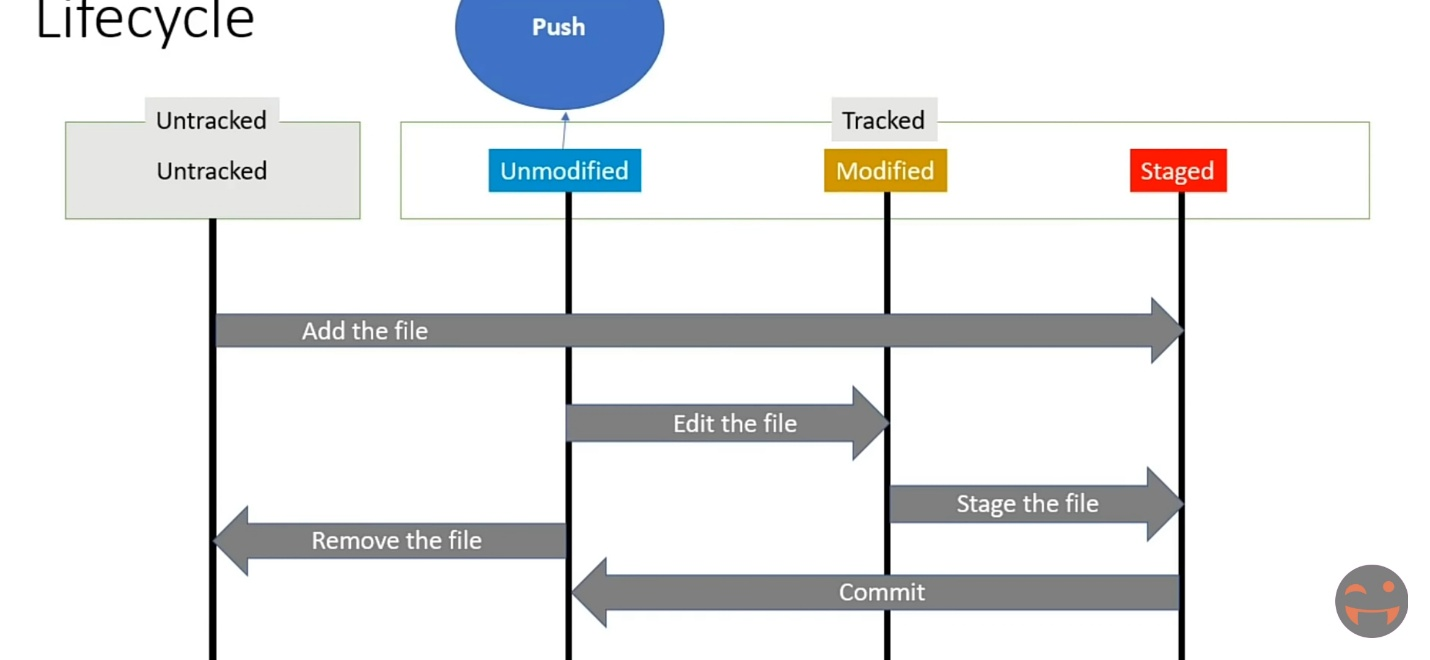 Lifecycle
Push
Untracked
Tracked
Untracked
Unmodified
Modified
Staged
Add the file
Edit the file
Stage the file
Remove the file
Commit